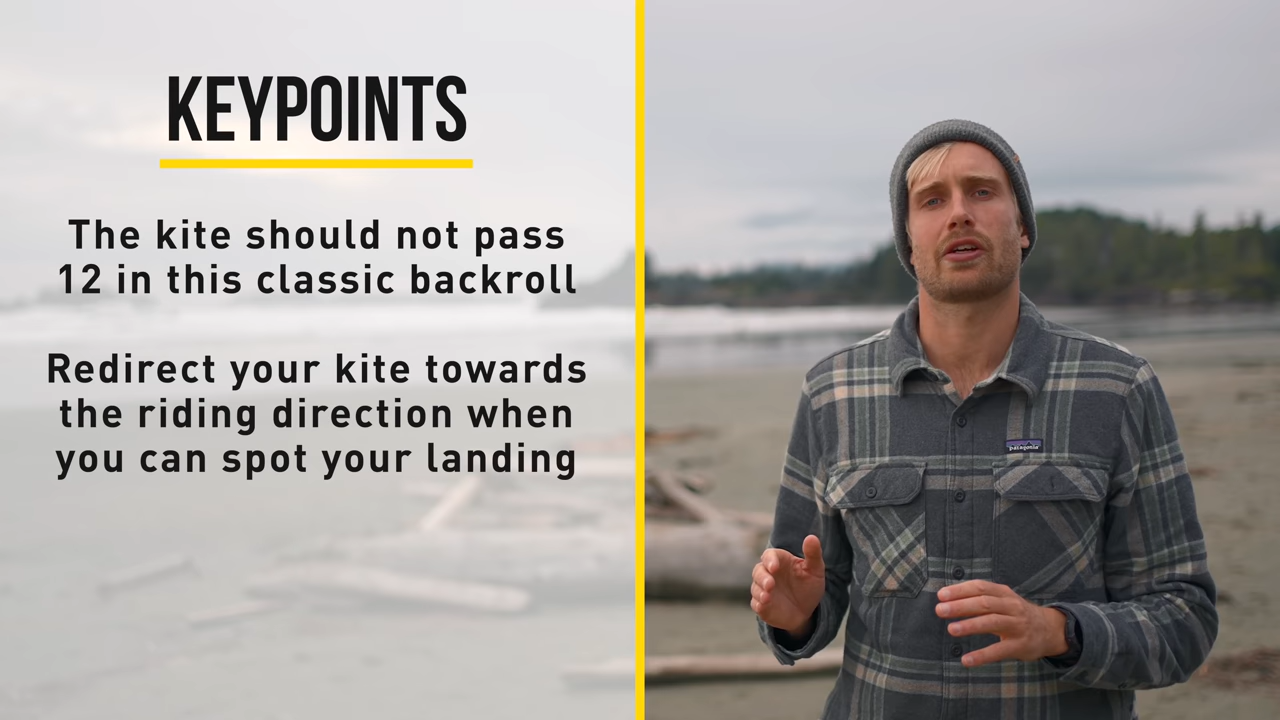 KEYPOINTS
The kite should not pass
12 in this classic backroll
Redirect your kite towards
the riding direction when
you can spot your landing
patagonia